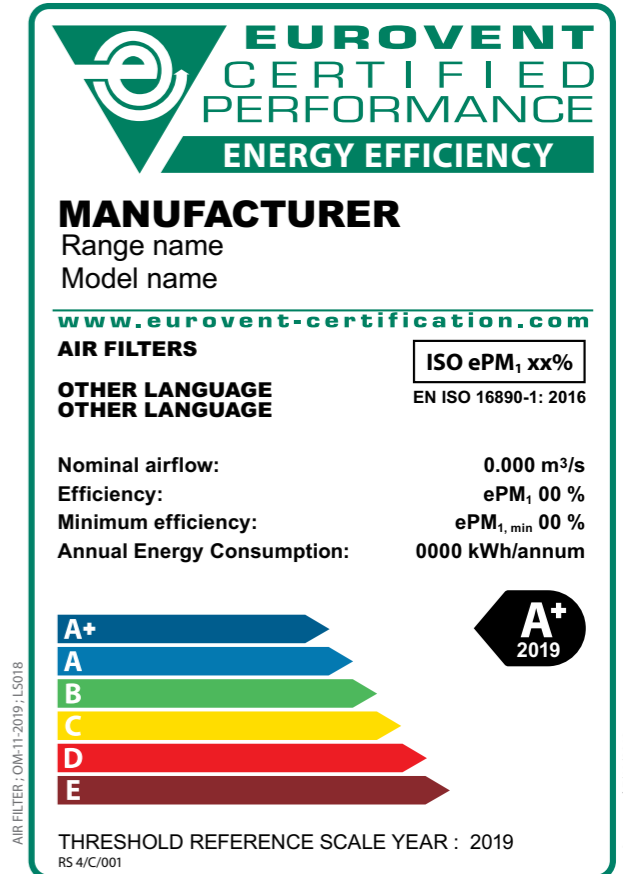 EUROVENT
CERTIFIED
PERFORMANCE
ENERGY EFFICIENCY
MANUFACTURER
Range name
Model name
www.eurovent-certification.com
AIR FILTERS
ISO ePM₁ xx%
OTHER LANGUAGE
OTHER LANGUAGE
EN ISO 16890-1: 2016
Nominal airflow: 0.000 m³/s
Efficiency: ePM₁ 00 %
Minimum efficiency: ePM₁, min 00 %
Annual Energy Consumption: 0000 kWh/annum
A+
A
B
C
D
E
A+
2019
THRESHOLD REFERENCE SCALE YEAR : 2019
RS 4/C/001
AIR FILTER ; OM-11-2019 ; LS018